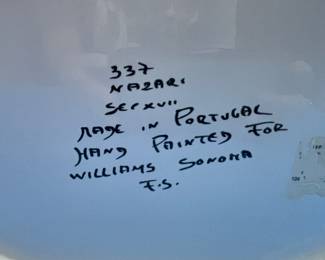 337
NAZARI
SEC XVII
MADE IN PORTUGAL
HAND PAINTED FOR
WILLIAMS SONOMA
F.S.